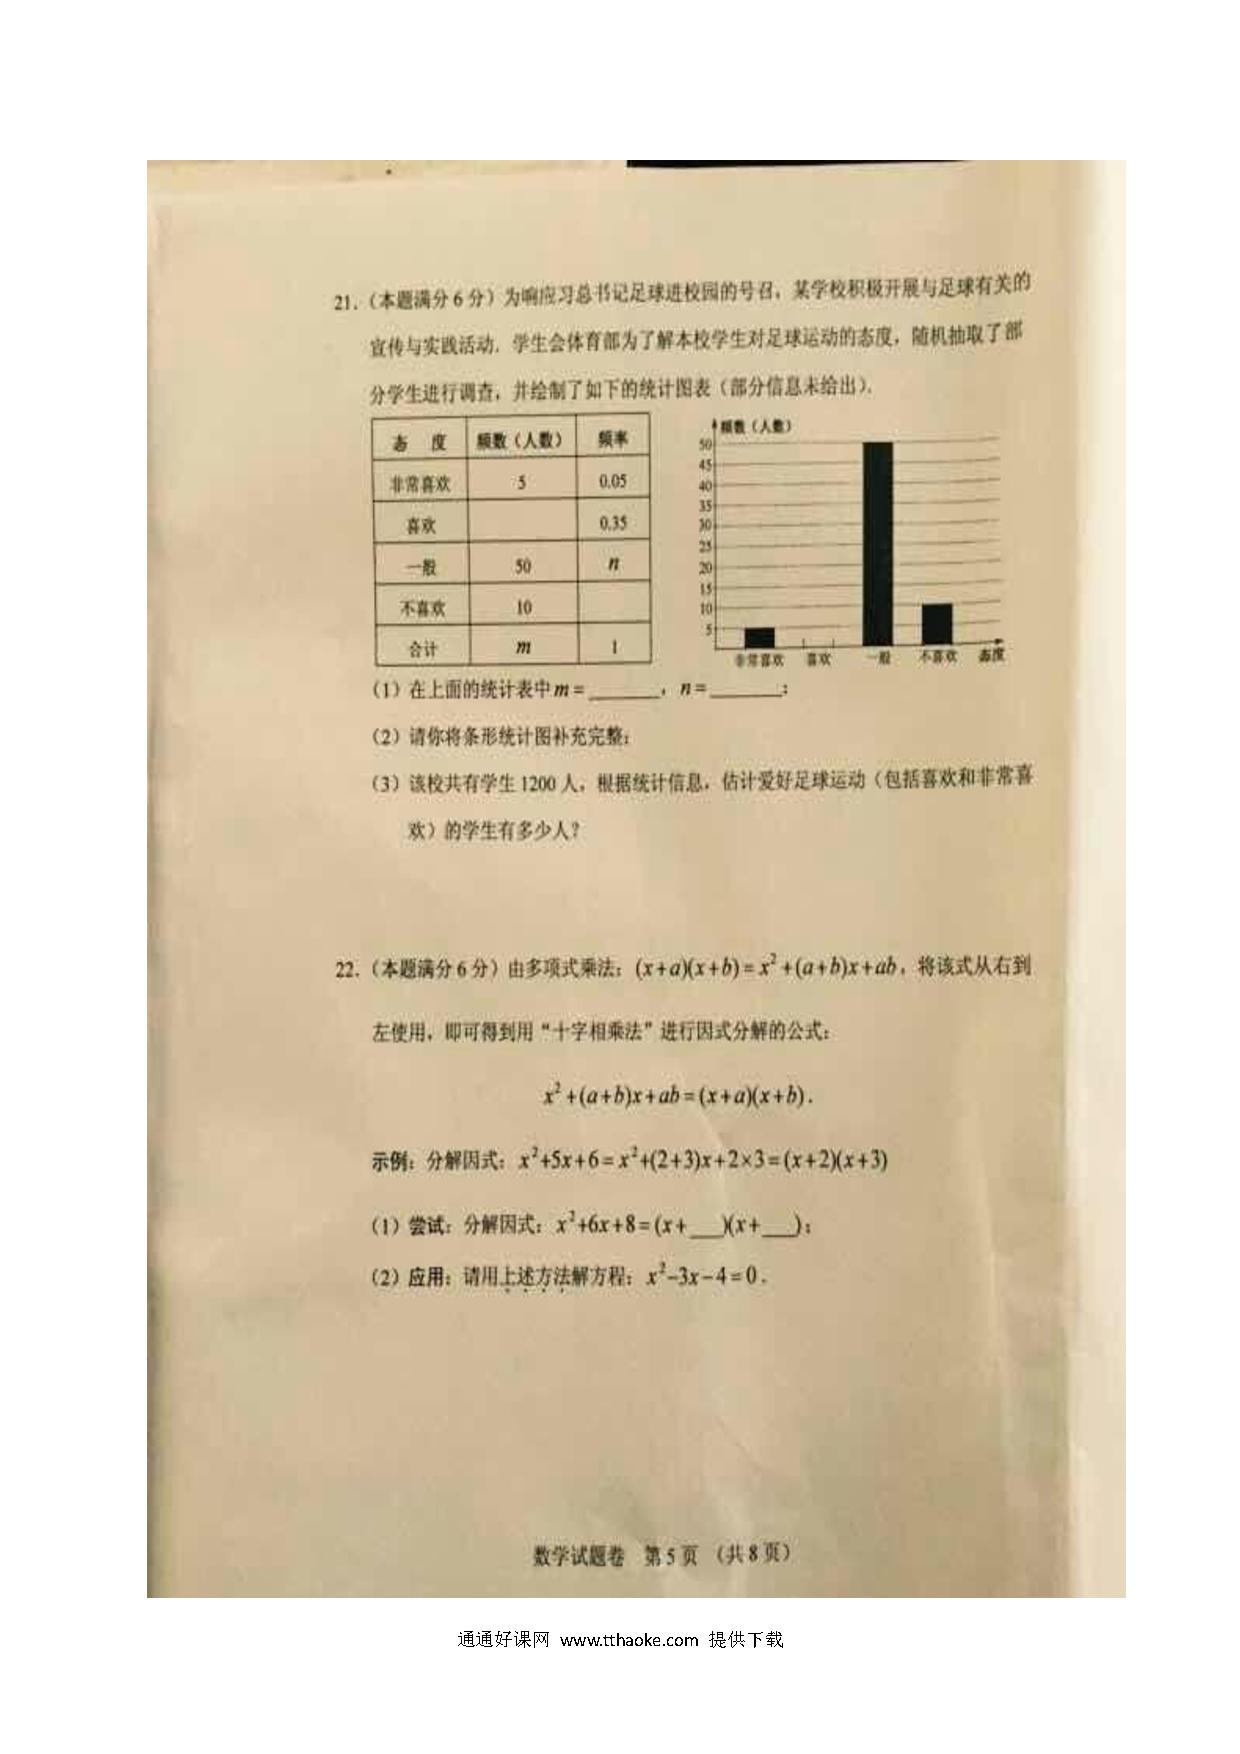 21.（本题满分6分）为响应习总书记足球进校园的号召，某学校积极开展与足球有关的
宣传与实践活动．学生会体育部为了解本校学生对足球运动的态度，随机抽取了部
分学生进行调查，并绘制了如下的统计图表（部分信息未给出）．
态 度 频数（人数） 频率
非常喜欢 5 0.05
喜欢 0.35
一般 50 n
不喜欢 10
合计 m 1
频数（人数）
50
45
40
35
30
25
20
15
10
5
非常喜欢 喜欢 一般 不喜欢 态度
（1）在上面的统计表中m=______，n=______；
（2）请你将条形统计图补充完整；
（3）该校共有学生1200人，根据统计信息，估计爱好足球运动（包括喜欢和非常喜
欢）的学生有多少人？
22.（本题满分6分）由多项式乘法：(x+a)(x+b)=x²+(a+b)x+ab，将该式从右到
左使用，即可得到用“十字相乘法”进行因式分解的公式：
x²+(a+b)x+ab=(x+a)(x+b)．
示例：分解因式：x²+5x+6=x²+(2+3)x+2×3=(x+2)(x+3)
（1）尝试：分解因式：x²+6x+8=(x+___)(x+___)；
（2）应用：请用上述方法解方程：x²-3x-4=0．
数学试题卷 第5页 （共8页）
通通好课网 www.tthaoke.com 提供下载